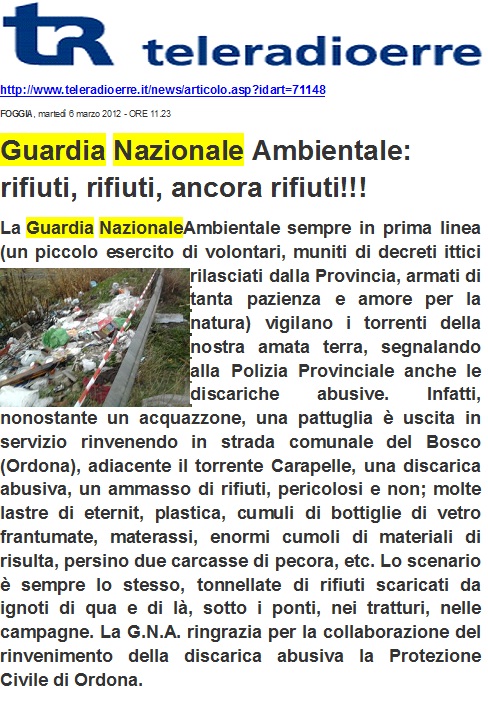 tr teleradioerre
http://www.teleradioerre.it/news/articolo.asp?idart=71148
FOGGIA, martedì 6 marzo 2012 - ORE 11.23
Guardia Nazionale Ambientale:
rifiuti, rifiuti, ancora rifiuti!!!
La Guardia NazionaleAmbientale sempre in prima linea
(un piccolo esercito di volontari, muniti di decreti ittici
rilasciati dalla Provincia, armati di
tanta pazienza e amore per la
natura) vigilano i torrenti della
nostra amata terra, segnalando
alla Polizia Provinciale anche le
discariche abusive. Infatti,
nonostante un acquazzone, una pattuglia è uscita in
servizio rinvenendo in strada comunale del Bosco
(Ordona), adiacente il torrente Carapelle, una discarica
abusiva, un ammasso di rifiuti, pericolosi e non; molte
lastre di eternit, plastica, cumuli di bottiglie di vetro
frantumate, materassi, enormi cumoli di materiali di
risulta, persino due carcasse di pecora, etc. Lo scenario
è sempre lo stesso, tonnellate di rifiuti scaricati da
ignoti di qua e di là, sotto i ponti, nei tratturi, nelle
campagne. La G.N.A. ringrazia per la collaborazione del
rinvenimento della discarica abusiva la Protezione
Civile di Ordona.